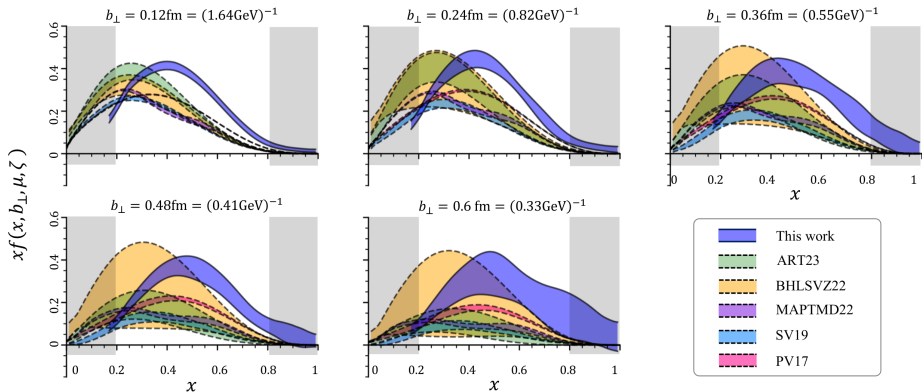 b⊥ = 0.12fm = (1.64GeV)⁻¹
b⊥ = 0.24fm = (0.82GeV)⁻¹
b⊥ = 0.36fm = (0.55GeV)⁻¹
0.6
0.4
0.2
0
0 0.2 0.4 0.6 0.8 1
0 0.2 0.4 0.6 0.8 1.0
0 0.2 0.4 0.6 0.8 1
x
xf(x, b⊥, μ, ζ)
b⊥ = 0.48fm = (0.41GeV)⁻¹
b⊥ = 0.6 fm = (0.33GeV)⁻¹
0.6
0.4
0.2
0
0 0.2 0.4 0.6 0.8 1
x
0 0.2 0.4 0.6 0.8 1
x
This work
ART23
BHLSVZ22
MAPTMD22
SV19
PV17